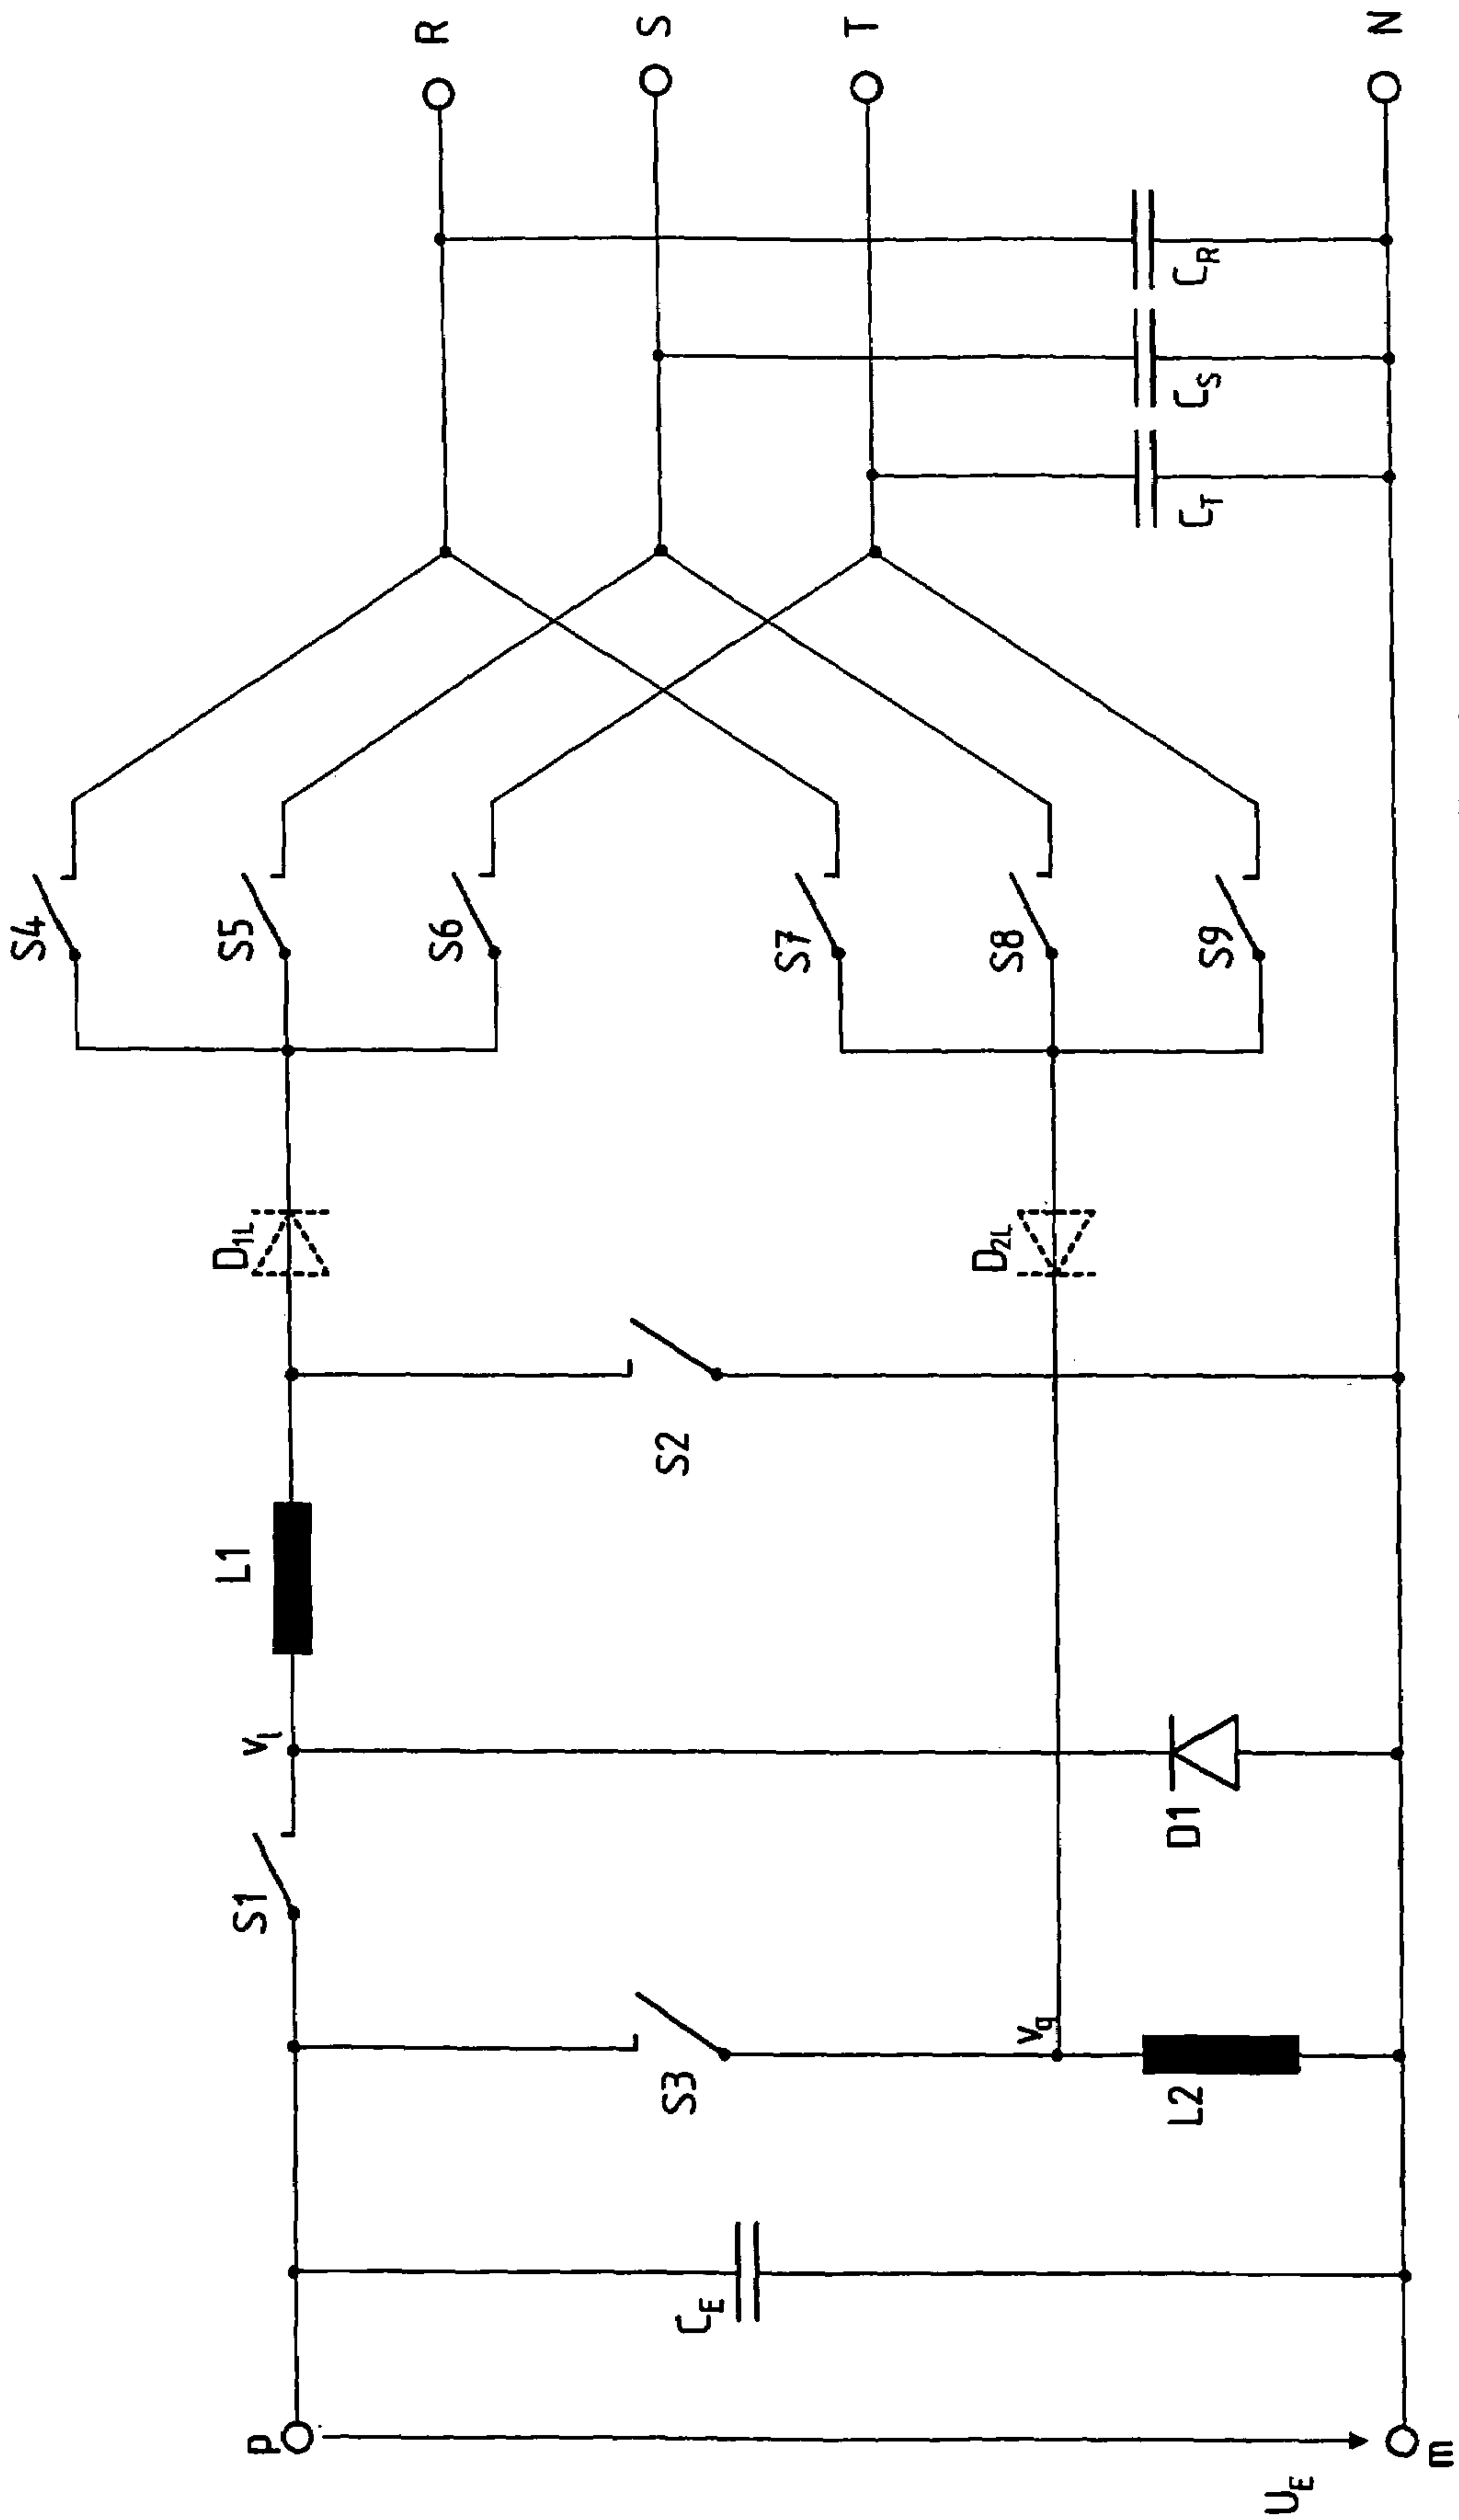 R
S
T
N
C_R
C_S
C_T
S4
S5
S6
S7
S8
S9
D_1L
D_2L
S2
L1
V_l
D1
S1
S3
V_q
L2
C_E
p
U_E
m